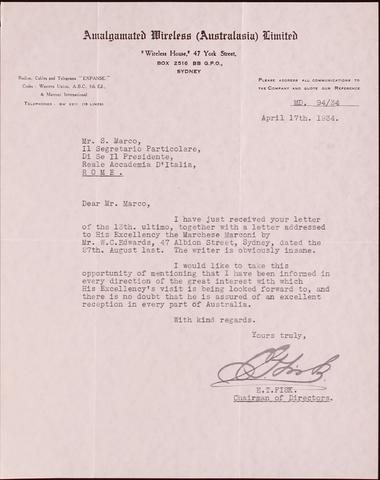 Amalgamated Wireless (Australasia) Limited
"Wireless House," 47 York Street,
BOX 2516 BB G.P.O.,
SYDNEY
Radios, Cables and Telegrams "EXPANSE."
Codes: Western Union, A.B.C. 5th Ed.,
& Marconi International
TELEPHONES: BW 2211 (15 LINES)
PLEASE ADDRESS ALL COMMUNICATIONS TO
THE COMPANY AND QUOTE OUR REFERENCE
MD. 94/34
April 17th. 1934.
Mr. S. Marco,
Il Segretario Particolare,
Di Se Il Presidente,
Reale Accademia D'Italia,
ROME.
Dear Mr. Marco,
I have just received your letter
of the 13th. ultimo, together with a letter addressed
to His Excellency the Marchese Marconi by
Mr. W.C.Edwards, 47 Albion Street, Sydney, dated the
27th. August last. The writer is obviously insane.
I would like to take this
opportunity of mentioning that I have been informed in
every direction of the great interest with which
His Excellency's visit is being looked forward to, and
there is no doubt that he is assured of an excellent
reception in every part of Australia.
With kind regards.
Yours truly,
E.T.FISK.
Chairman of Directors.